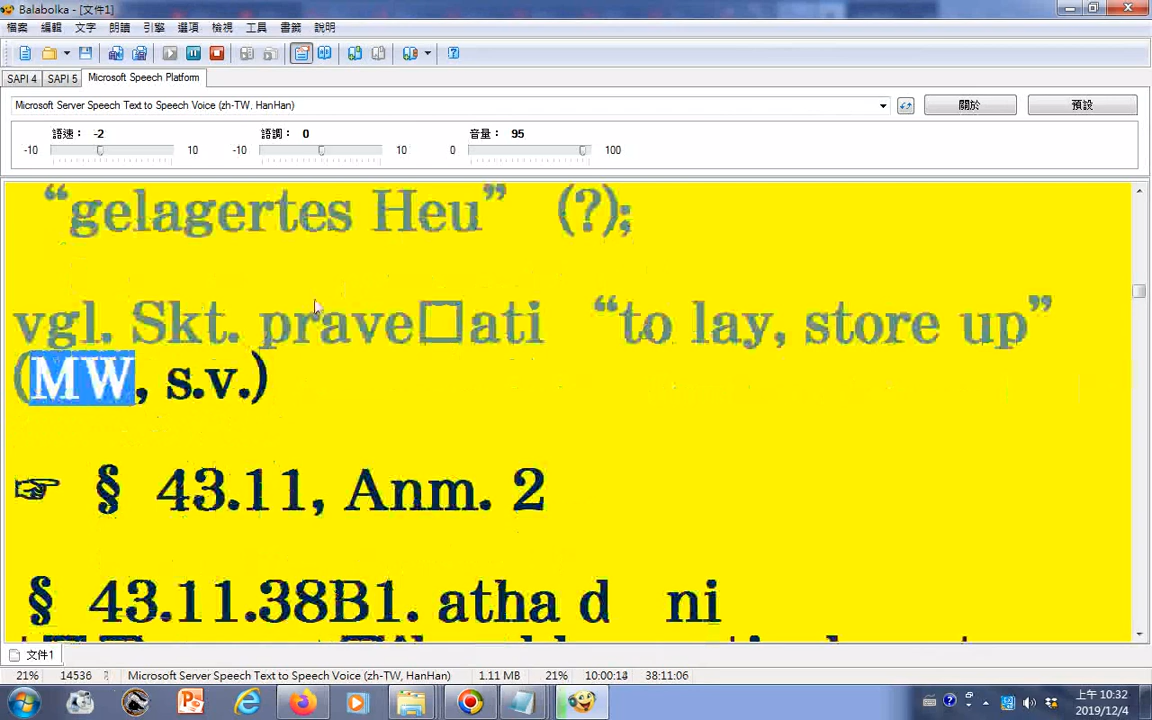 Balabolka - [文件1]
檔案 編輯 文字 朗讀 引擎 選項 檢視 工具 書籤 說明
SAPI 4 SAPI 5 Microsoft Speech Platform
Microsoft Server Speech Text to Speech Voice (zh-TW, HanHan) 關於 預設
語速： -2 語調： 0 音量： 95
-10 10 -10 10 0 100
“gelagertes Heu” (?);
vgl. Skt. prave□ati “to lay, store up”
(MW, s.v.)
☞ § 43.11, Anm. 2
§ 43.11.38B1. atha d ni
文件1
21% 14536 Microsoft Server Speech Text to Speech Voice (zh-TW, HanHan) 1.11 MB 21% 10:00:14 38:11:06
上午 10:32
2019/12/4